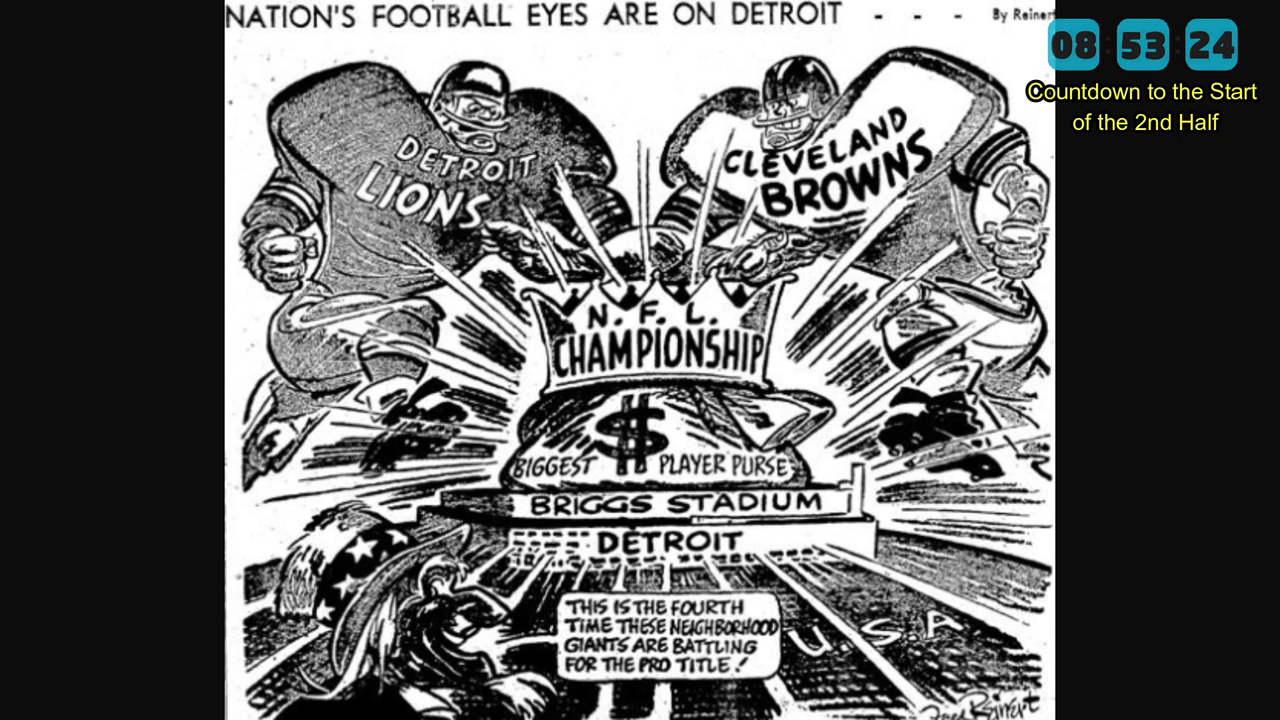 NATION'S FOOTBALL EYES ARE ON DETROIT - - - By Reinert
08:53:24
Countdown to the Start
of the 2nd Half
DETROIT
LIONS
CLEVELAND
BROWNS
N. F. L.
CHAMPIONSHIP
$
BIGGEST PLAYER PURSE
BRIGGS STADIUM
DETROIT
THIS IS THE FOURTH
TIME THESE NEIGHBORHOOD
GIANTS ARE BATTLING
FOR THE PRO TITLE!
U.S.A.